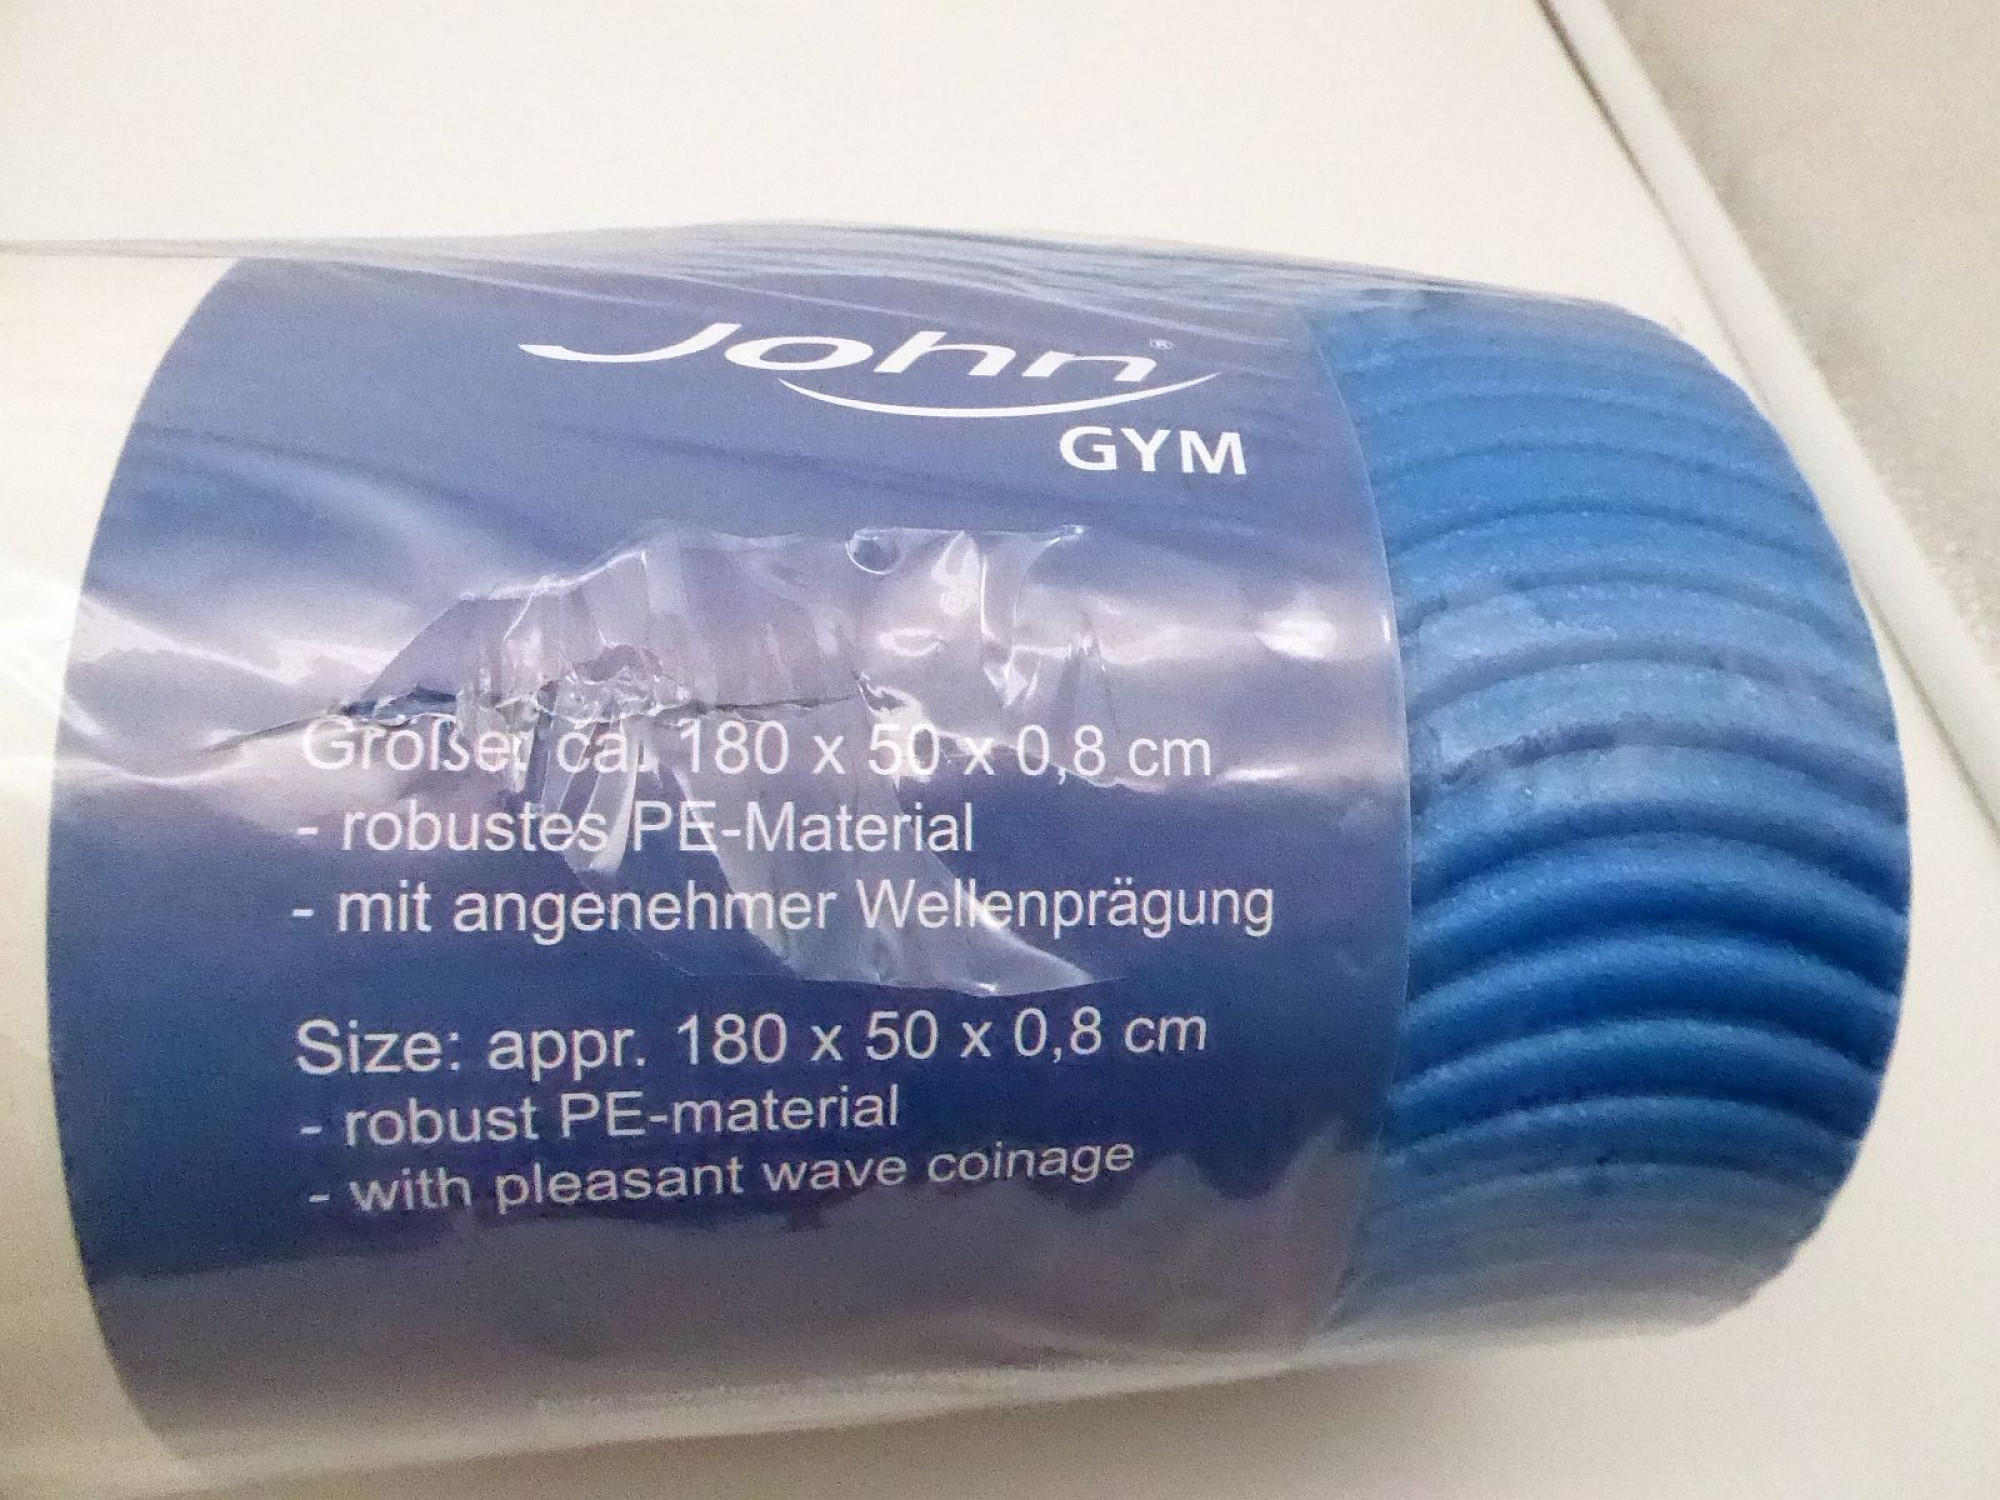 John®
GYM
Größe: ca. 180 x 50 x 0,8 cm
- robustes PE-Material
- mit angenehmer Wellenprägung
Size: appr. 180 x 50 x 0,8 cm
- robust PE-material
- with pleasant wave coinage